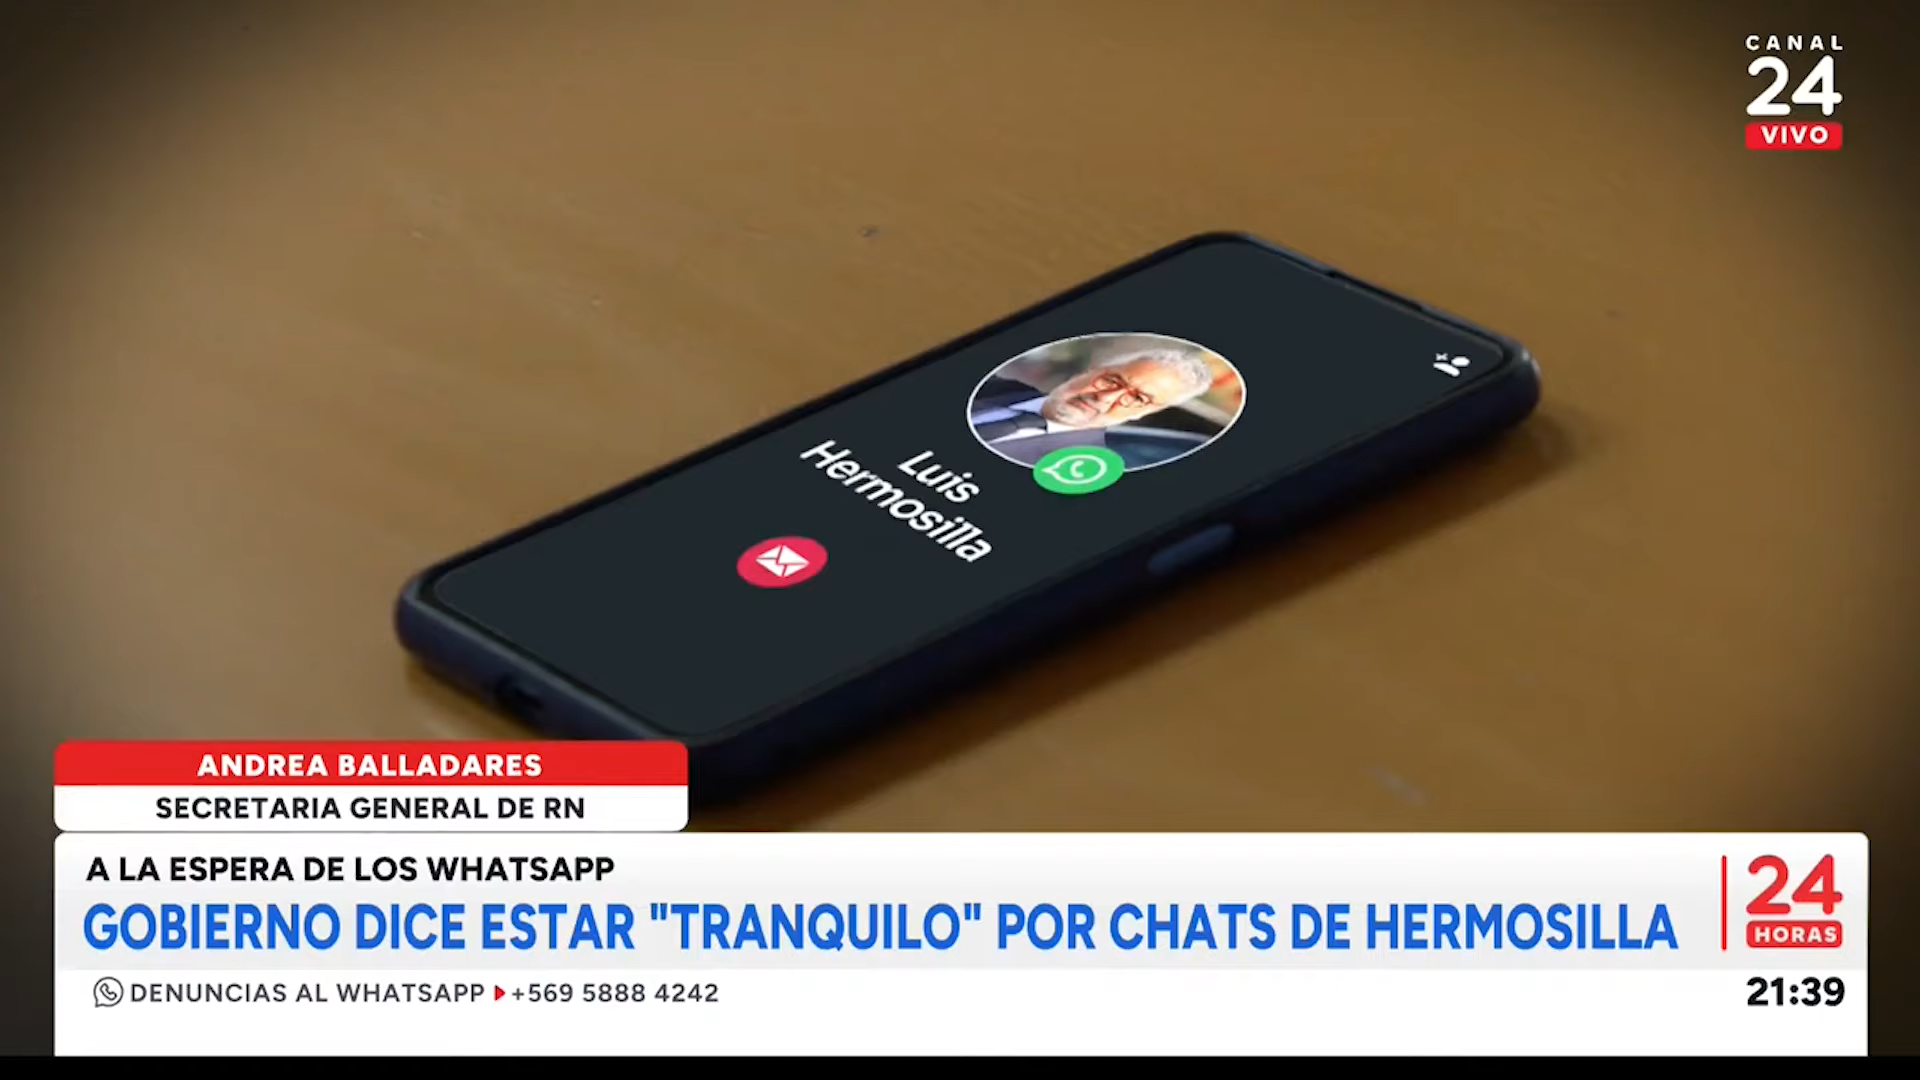 CANAL
24
VIVO
Luis
Hermosilla
ANDREA BALLADARES
SECRETARIA GENERAL DE RN
A LA ESPERA DE LOS WHATSAPP
GOBIERNO DICE ESTAR "TRANQUILO" POR CHATS DE HERMOSILLA
24
HORAS
DENUNCIAS AL WHATSAPP +569 5888 4242
21:39